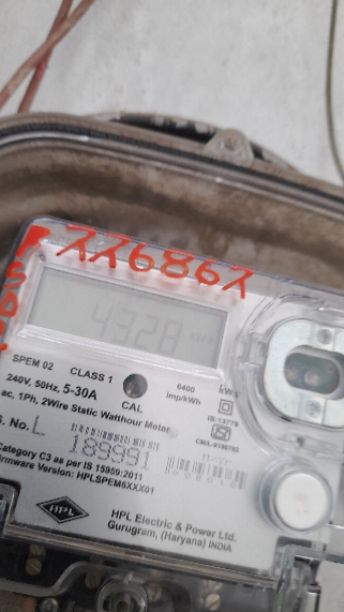 226862
4328 kWh
SPEM 02 CLASS 1 6400 kWh
240V, 50Hz, 5-30A imp/kWh
CAL
ac, 1Ph, 2Wire Static Watthour Meter
IS:13779
S. No. L 189991
Category C3 as per IS 15959:2011
Firmware Version: HPLSPEM6XXX01
HPL
HPL Electric & Power Ltd.
Gurugram, (Haryana) INDIA